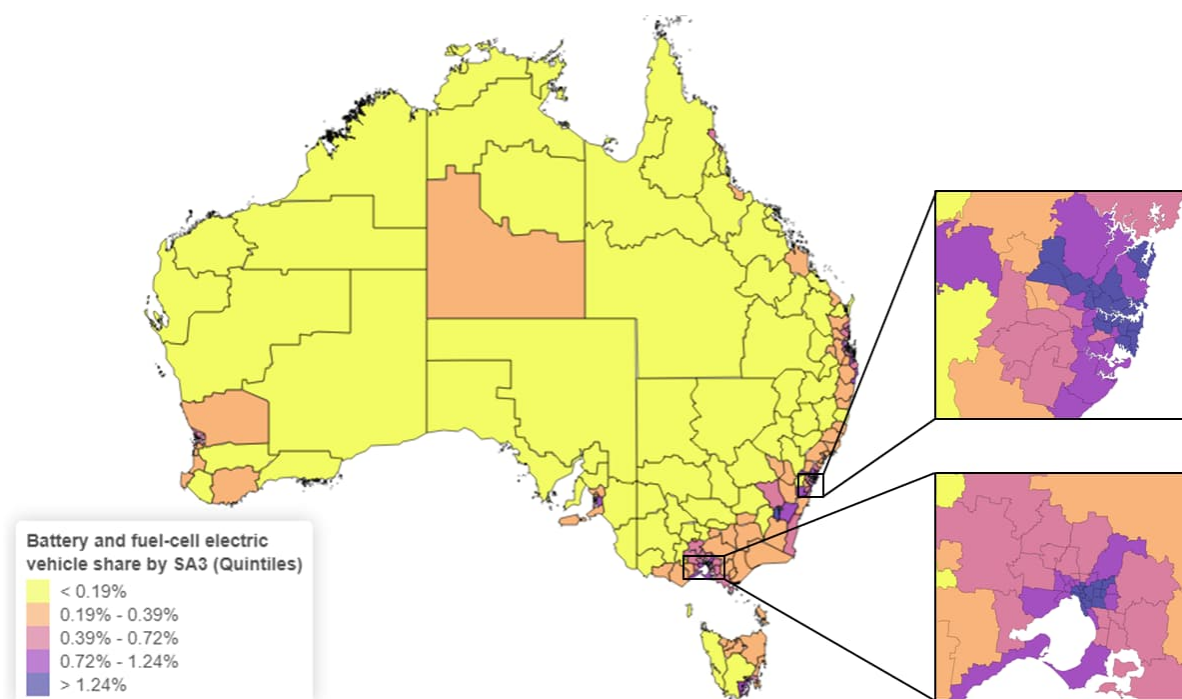 Battery and fuel-cell electric
vehicle share by SA3 (Quintiles)
< 0.19%
0.19% - 0.39%
0.39% - 0.72%
0.72% - 1.24%
> 1.24%